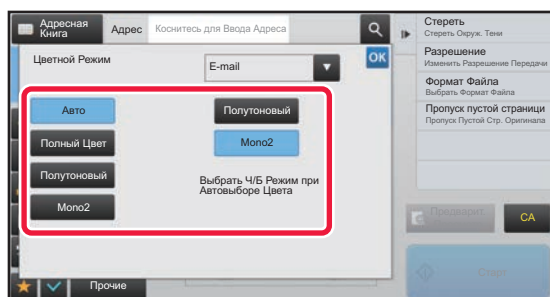 Адресная
Книга
Адрес
Коснитесь для Ввода Адреса
Стереть
Стереть Окруж. Тени
Разрешение
Изменить Разрешение Передачи
Формат Файла
Выбрать Формат Файла
Пропуск пустой страници
Пропуск Пустой Стр. Оригинала
Цветной Режим
E-mail
OK
Авто
Полный Цвет
Полутоновый
Mono2
Полутоновый
Mono2
Выбрать Ч/Б Режим при
Автовыборе Цвета
CA
Старт
Прочие